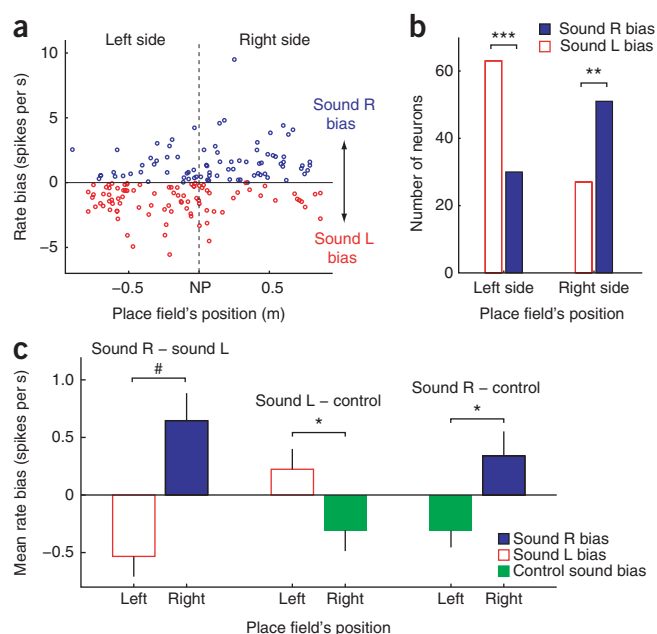 a
Left side
Right side
10
5
0
−5
Rate bias (spikes per s)
Sound R
bias
Sound L
bias
−0.5
NP
0.5
Place field's position (m)
b
Sound R bias
Sound L bias
***
**
60
40
20
0
Number of neurons
Left side
Right side
Place field's position
c
Sound R – sound L
#
Sound L – control
*
Sound R – control
*
1.0
0.5
0
−0.5
Mean rate bias (spikes per s)
Sound R bias
Sound L bias
Control sound bias
Left
Right
Left
Right
Left
Right
Place field's position